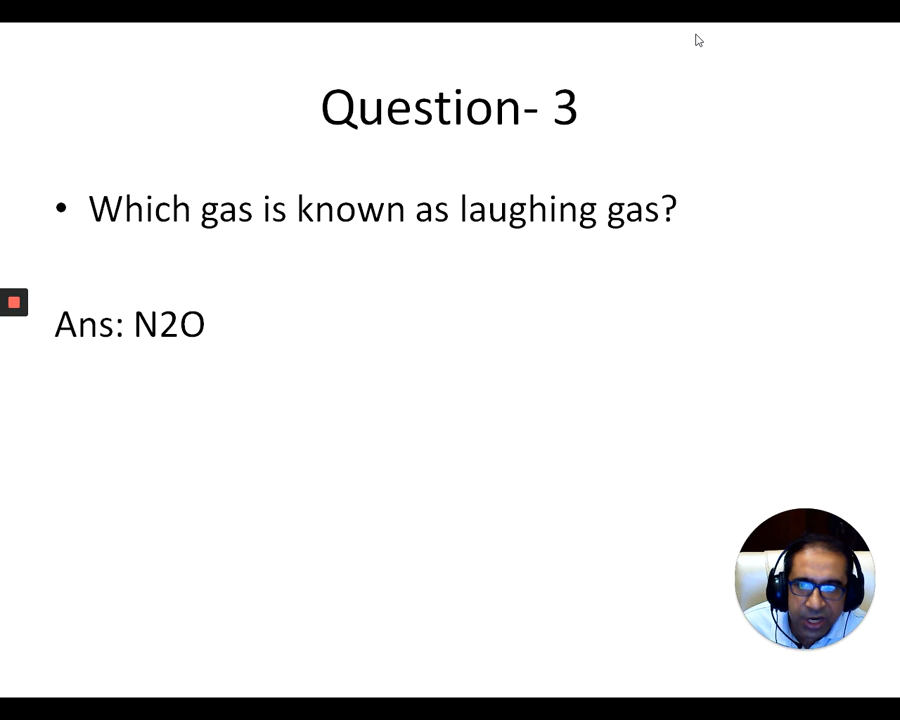 Question- 3
• Which gas is known as laughing gas?
Ans: N2O